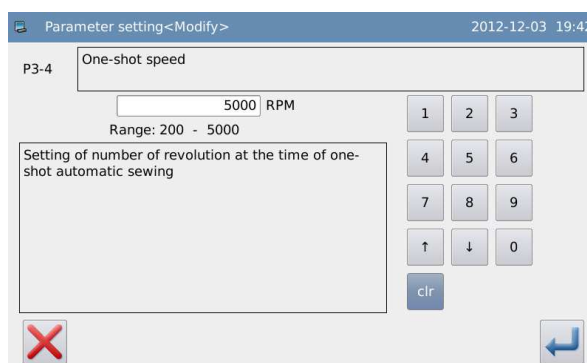 Parameter setting<Modify>
2012-12-03 19:42
P3-4
One-shot speed
5000 RPM
Range: 200 - 5000
Setting of number of revolution at the time of one-
shot automatic sewing
1 2 3
4 5 6
7 8 9
↑ ↓ 0
clr